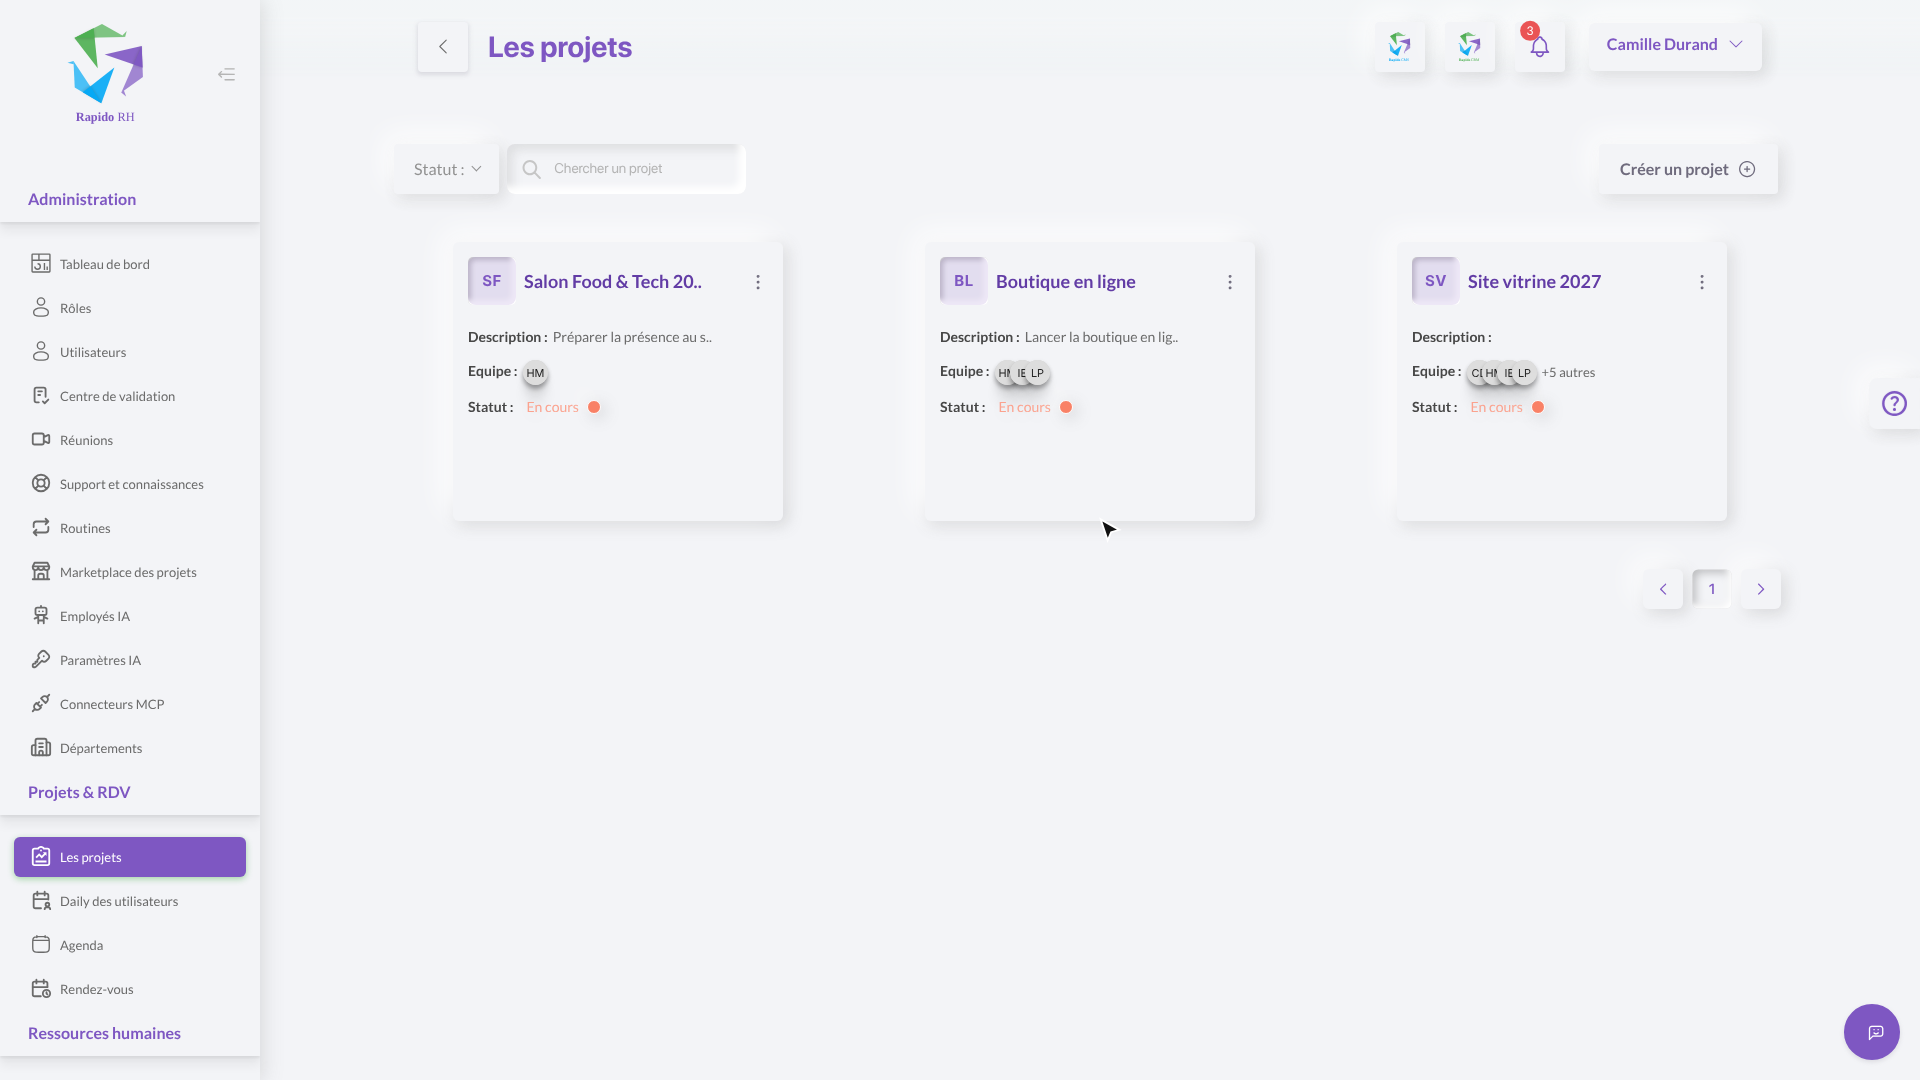 Rapido RH
Administration
Tableau de bord
Rôles
Utilisateurs
Centre de validation
Réunions
Support et connaissances
Routines
Marketplace des projets
Employés IA
Paramètres IA
Connecteurs MCP
Départements
Projets & RDV
Les projets
Daily des utilisateurs
Agenda
Rendez-vous
Ressources humaines
Les projets
3
Camille Durand
Statut :
Chercher un projet
Créer un projet
SF Salon Food & Tech 20..
Description : Préparer la présence au s..
Equipe : HM
Statut : En cours
BL Boutique en ligne
Description : Lancer la boutique en lig..
Equipe : LP
Statut : En cours
SV Site vitrine 2027
Description :
Equipe : LP +5 autres
Statut : En cours
1